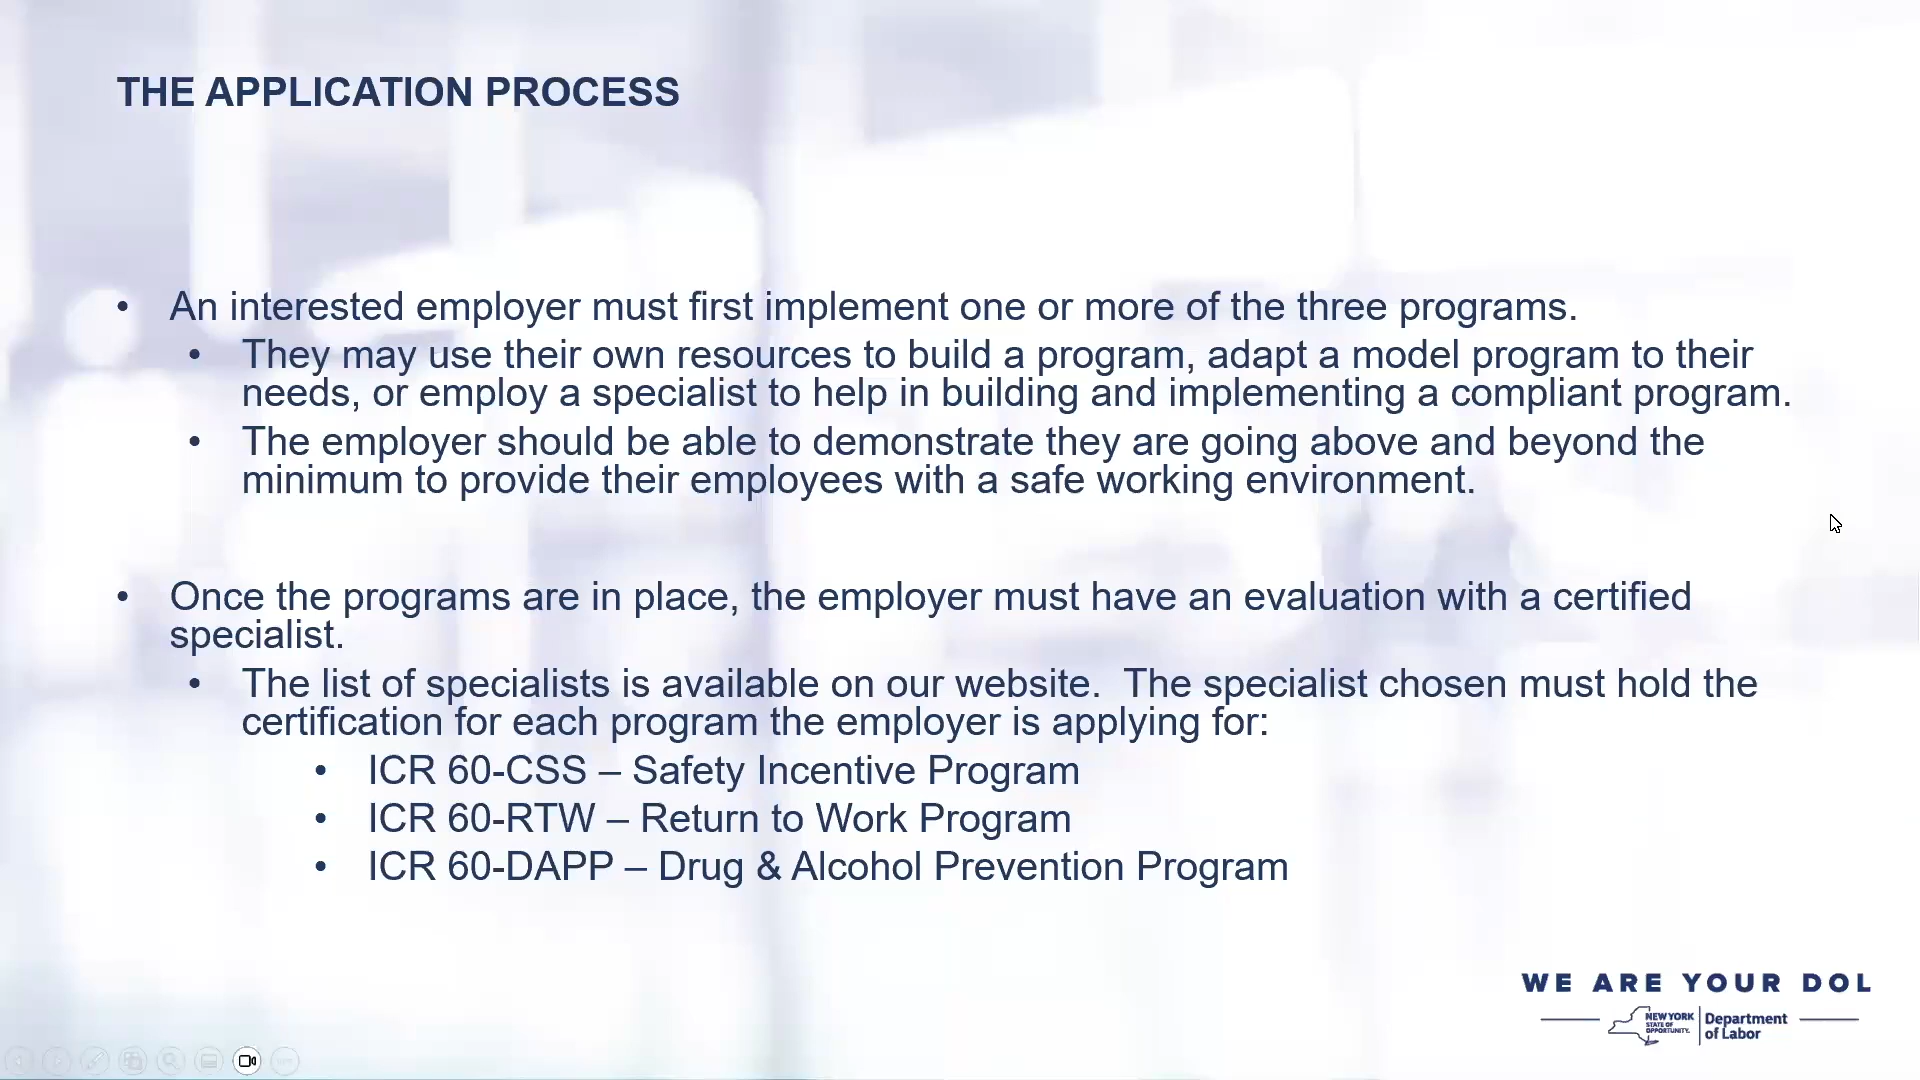 THE APPLICATION PROCESS
• An interested employer must first implement one or more of the three programs.
• They may use their own resources to build a program, adapt a model program to their
needs, or employ a specialist to help in building and implementing a compliant program.
• The employer should be able to demonstrate they are going above and beyond the
minimum to provide their employees with a safe working environment.
• Once the programs are in place, the employer must have an evaluation with a certified
specialist.
• The list of specialists is available on our website.  The specialist chosen must hold the
certification for each program the employer is applying for:
• ICR 60-CSS – Safety Incentive Program
• ICR 60-RTW – Return to Work Program
• ICR 60-DAPP – Drug & Alcohol Prevention Program
WE ARE YOUR DOL
NEW YORK
STATE OF
OPPORTUNITY.
Department
of Labor